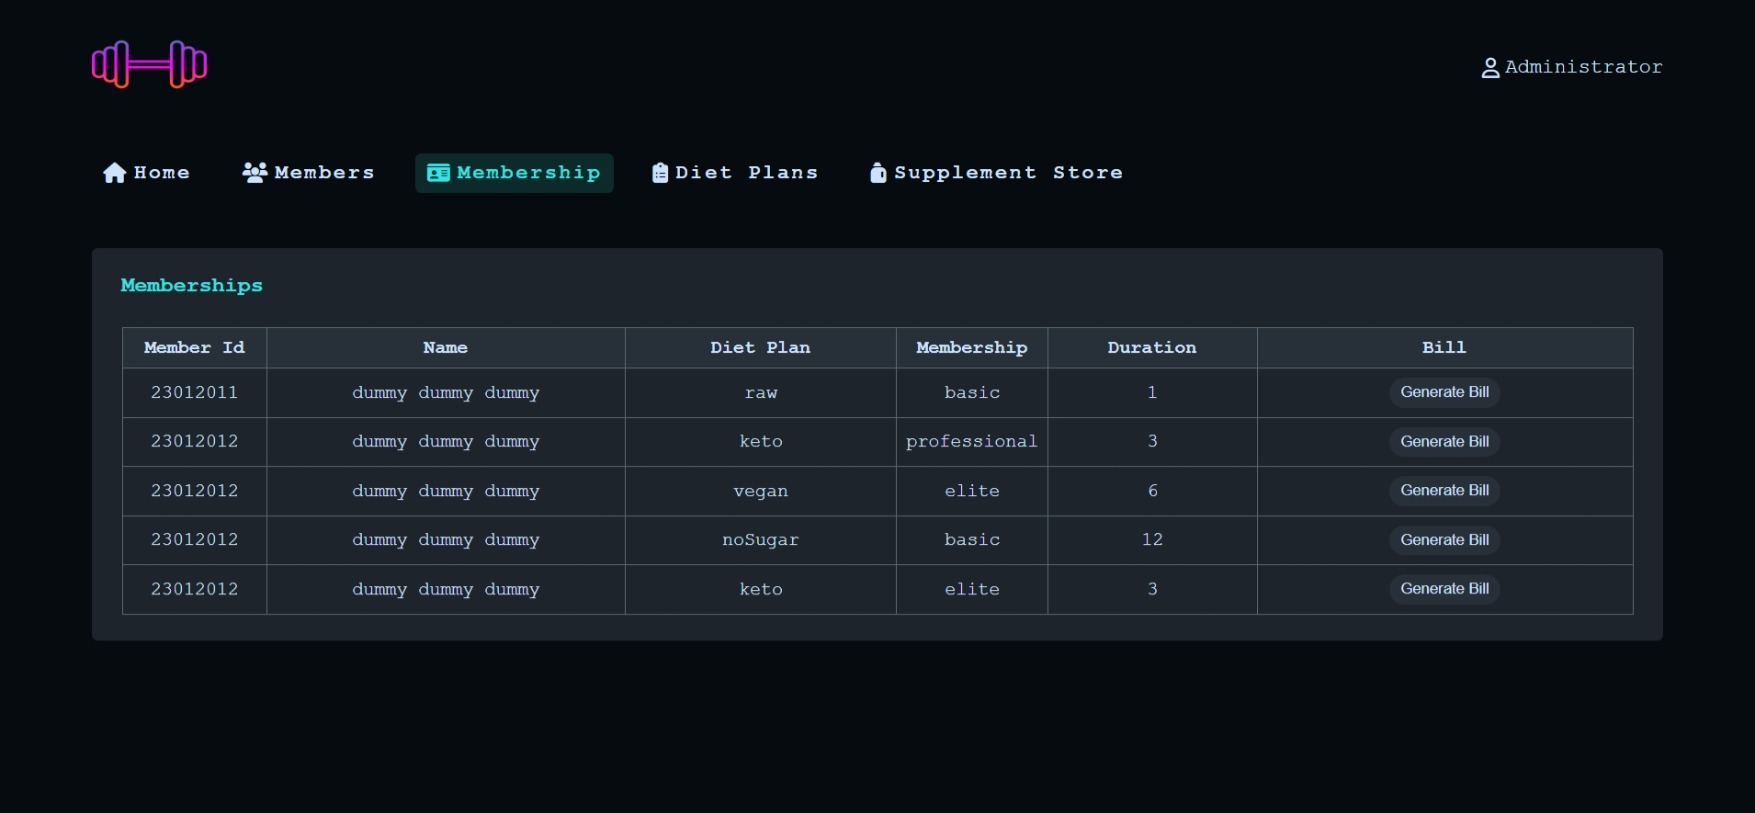 Administrator
Home Members Membership Diet Plans Supplement Store
Memberships
Member Id Name Diet Plan Membership Duration Bill
23012011 dummy dummy dummy raw basic 1 Generate Bill
23012012 dummy dummy dummy keto professional 3 Generate Bill
23012012 dummy dummy dummy vegan elite 6 Generate Bill
23012012 dummy dummy dummy noSugar basic 12 Generate Bill
23012012 dummy dummy dummy keto elite 3 Generate Bill